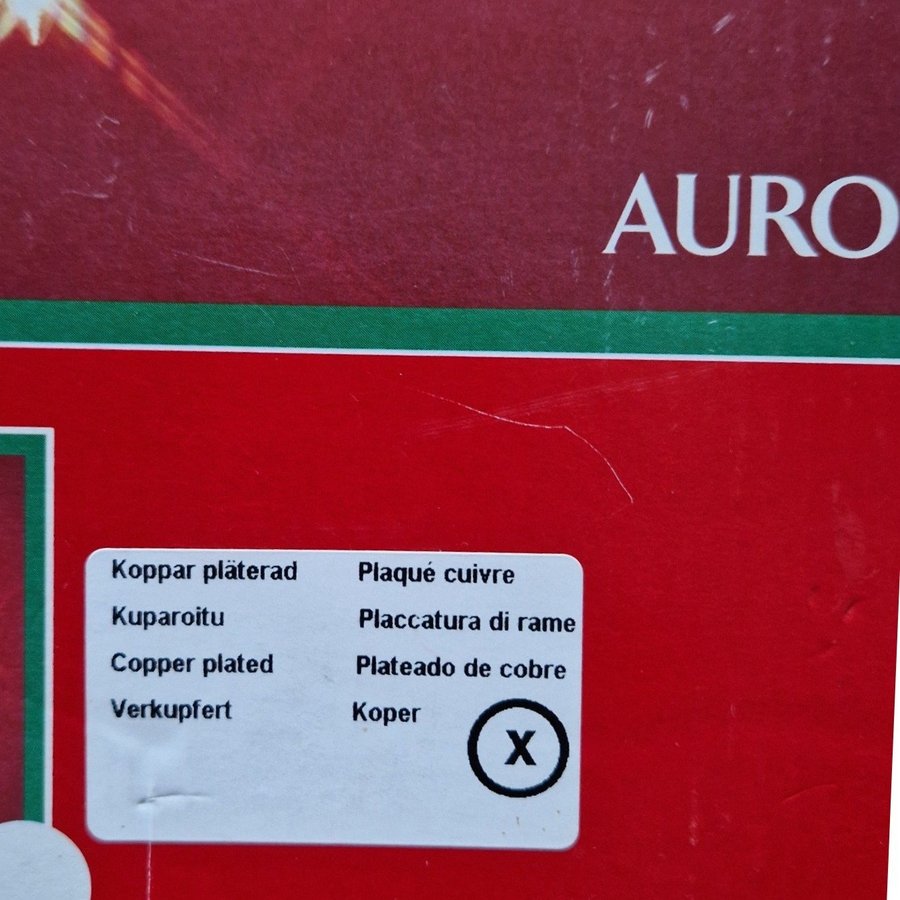 AURO
Koppar pläterad
Kuparoitu
Copper plated
Verkupfert
Plaqué cuivre
Placcatura di rame
Plateado de cobre
Koper
X